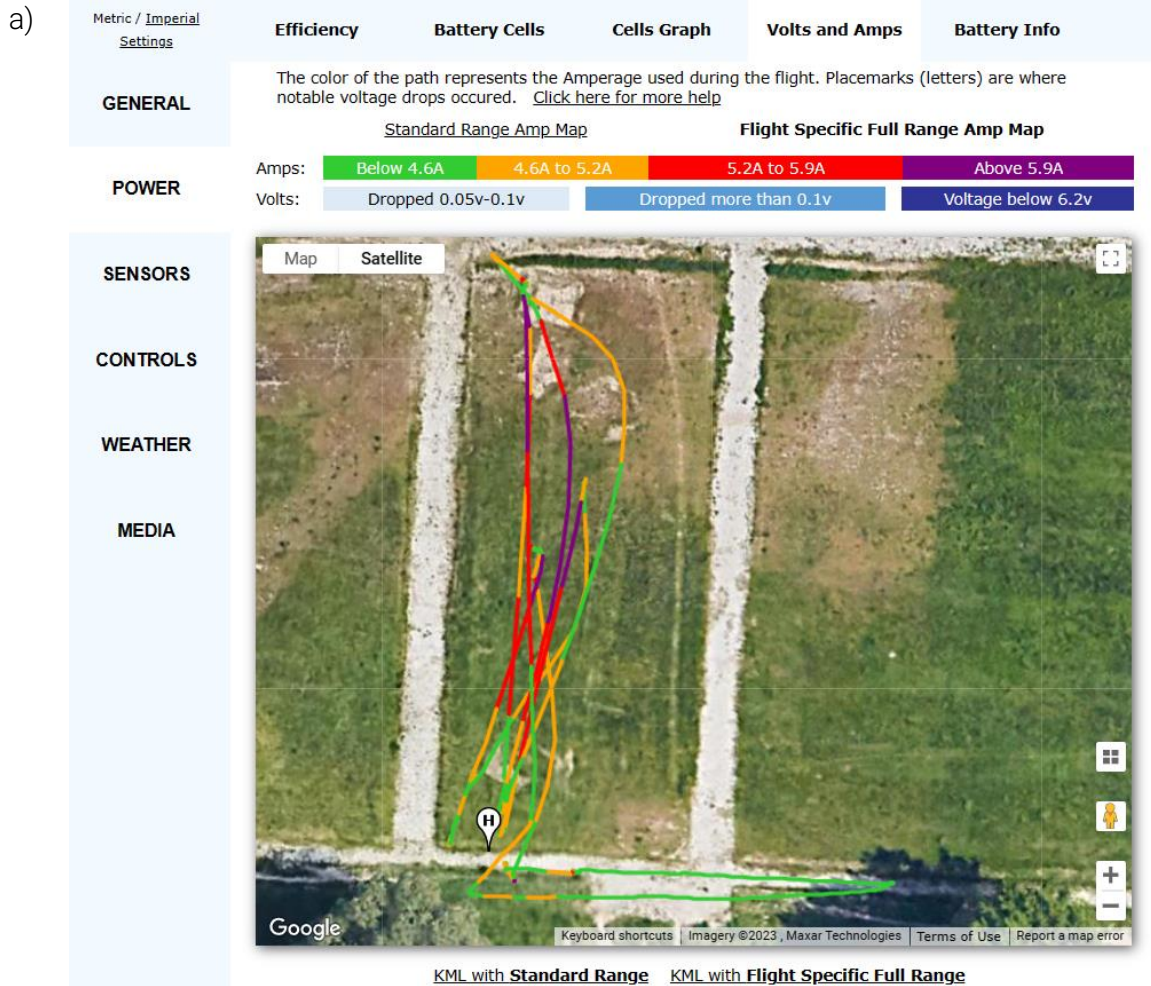 a)
Metric / Imperial
Settings
Efficiency
Battery Cells
Cells Graph
Volts and Amps
Battery Info
GENERAL
POWER
SENSORS
CONTROLS
WEATHER
MEDIA
The color of the path represents the Amperage used during the flight. Placemarks (letters) are where
notable voltage drops occured. Click here for more help
Standard Range Amp Map
Flight Specific Full Range Amp Map
Amps: Below 4.6A 4.6A to 5.2A 5.2A to 5.9A Above 5.9A
Volts: Dropped 0.05v-0.1v Dropped more than 0.1v Voltage below 6.2v
Map Satellite
H
Google
Keyboard shortcuts Imagery ©2023 , Maxar Technologies Terms of Use Report a map error
KML with Standard Range KML with Flight Specific Full Range